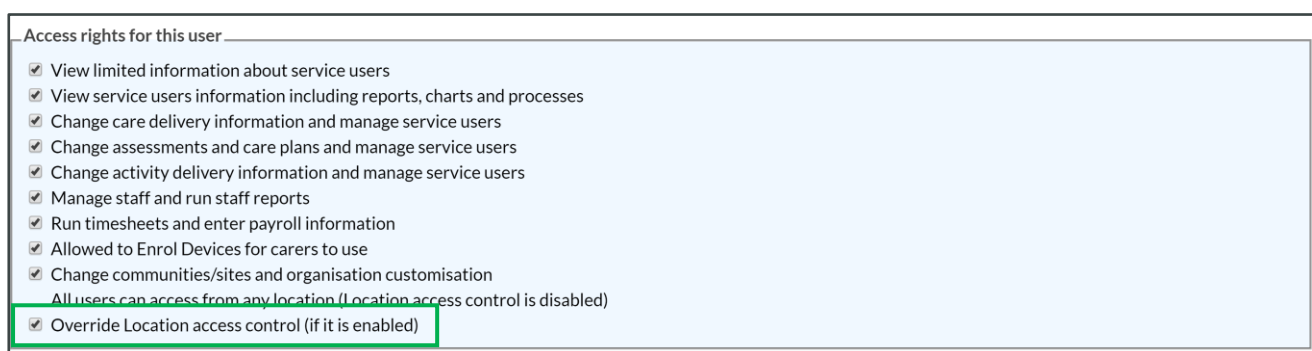 Access rights for this user
View limited information about service users
View service users information including reports, charts and processes
Change care delivery information and manage service users
Change assessments and care plans and manage service users
Change activity delivery information and manage service users
Manage staff and run staff reports
Run timesheets and enter payroll information
Allowed to Enrol Devices for carers to use
Change communities/sites and organisation customisation
All users can access from any location (Location access control is disabled)
Override Location access control (if it is enabled)